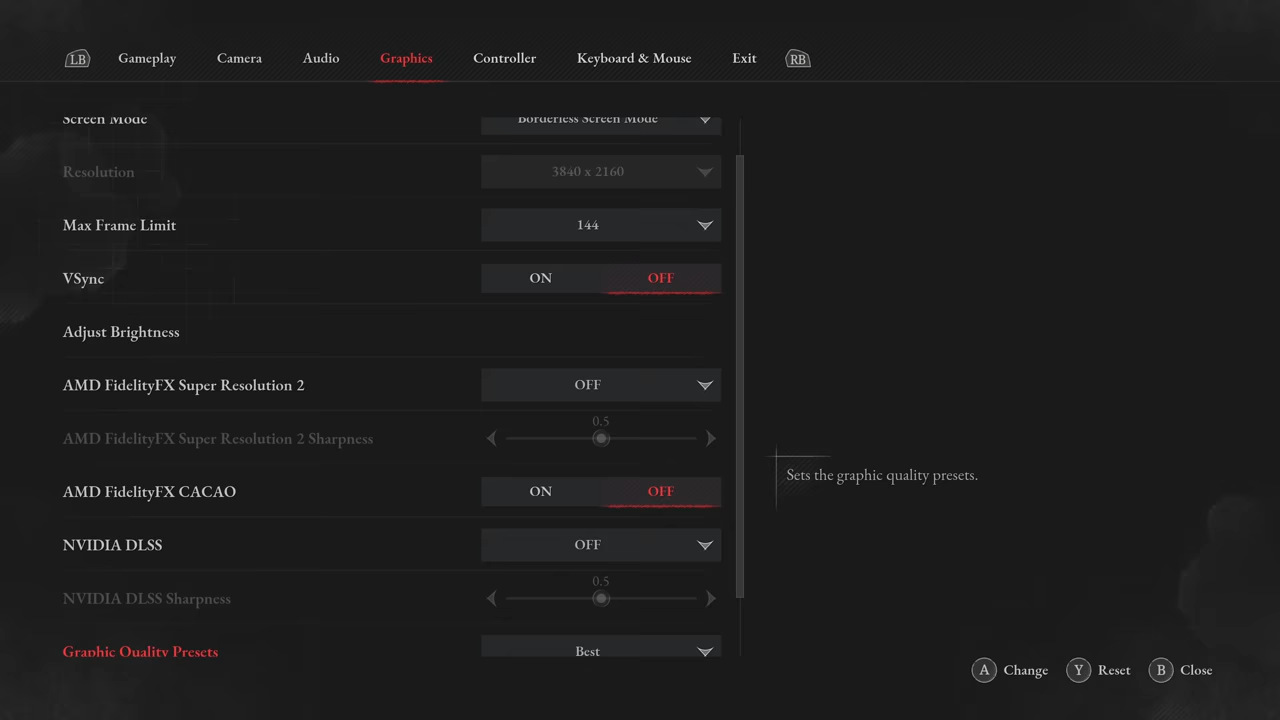 LB Gameplay Camera Audio Graphics Controller Keyboard & Mouse Exit RB
Screen Mode Borderless Screen Mode
Resolution 3840 x 2160
Max Frame Limit 144
VSync ON OFF
Adjust Brightness
AMD FidelityFX Super Resolution 2 OFF
0.5
AMD FidelityFX Super Resolution 2 Sharpness
Sets the graphic quality presets.
AMD FidelityFX CACAO ON OFF
NVIDIA DLSS OFF
0.5
NVIDIA DLSS Sharpness
Graphic Quality Presets Best
A Change Y Reset B Close